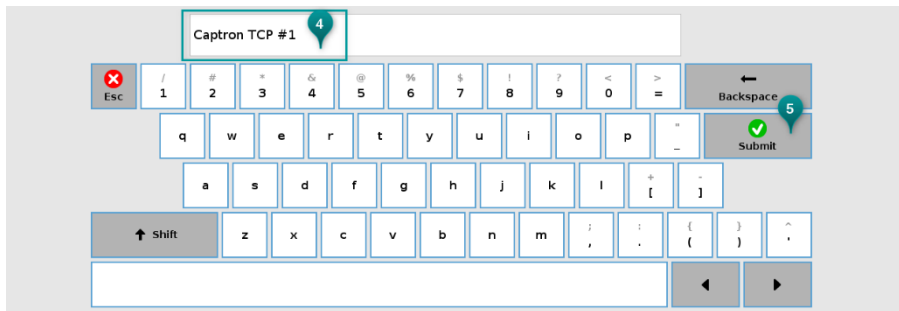 Captron TCP #1 4
Esc / 1 # 2 * 3 & 4 @ 5 % 6 $ 7 ! 8 ? 9 < 0 > = Backspace
5
q w e r t y u i o p " _ Submit
a s d f g h j k l + [ - ]
Shift z x c v b n m ; , : . { ( } ) ^ '